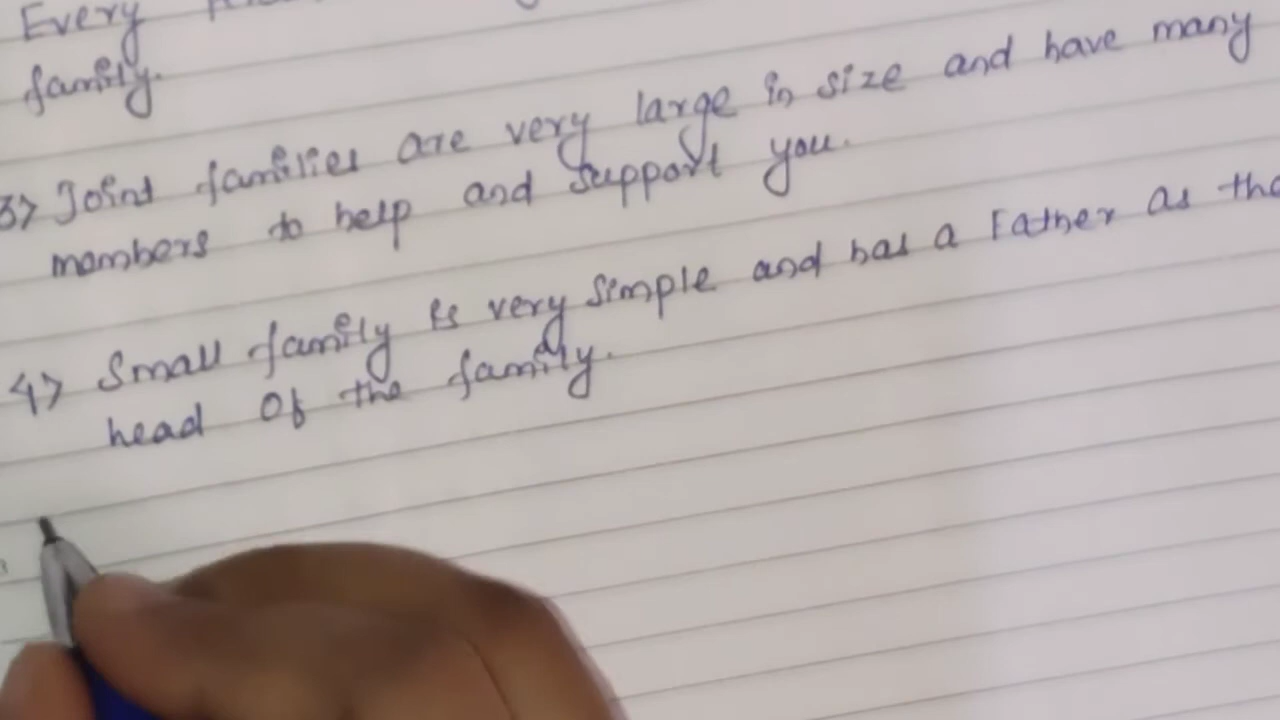 Every
family.
3> Joint families are very large in size and have many
members to help and support you.
4> Small family is very simple and has a Father as the
head of the family.